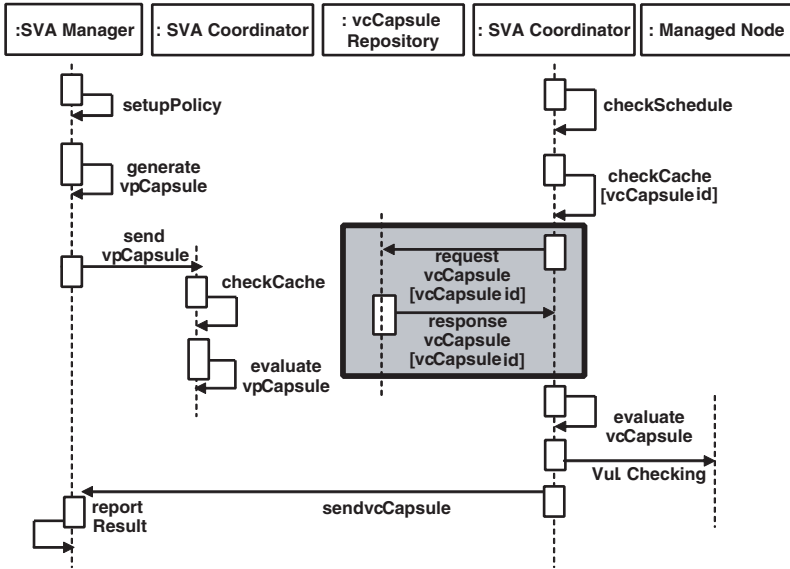 :SVA Manager
: SVA Coordinator
: vcCapsule
Repository
: SVA Coordinator
: Managed Node
setupPolicy
checkSchedule
generate
vpCapsule
checkCache
[vcCapsule id]
send
vpCapsule
checkCache
request
vcCapsule
[vcCapsule id]
response
vcCapsule
[vcCapsule id]
evaluate
vpCapsule
evaluate
vcCapsule
Vul. Checking
sendvcCapsule
report
Result